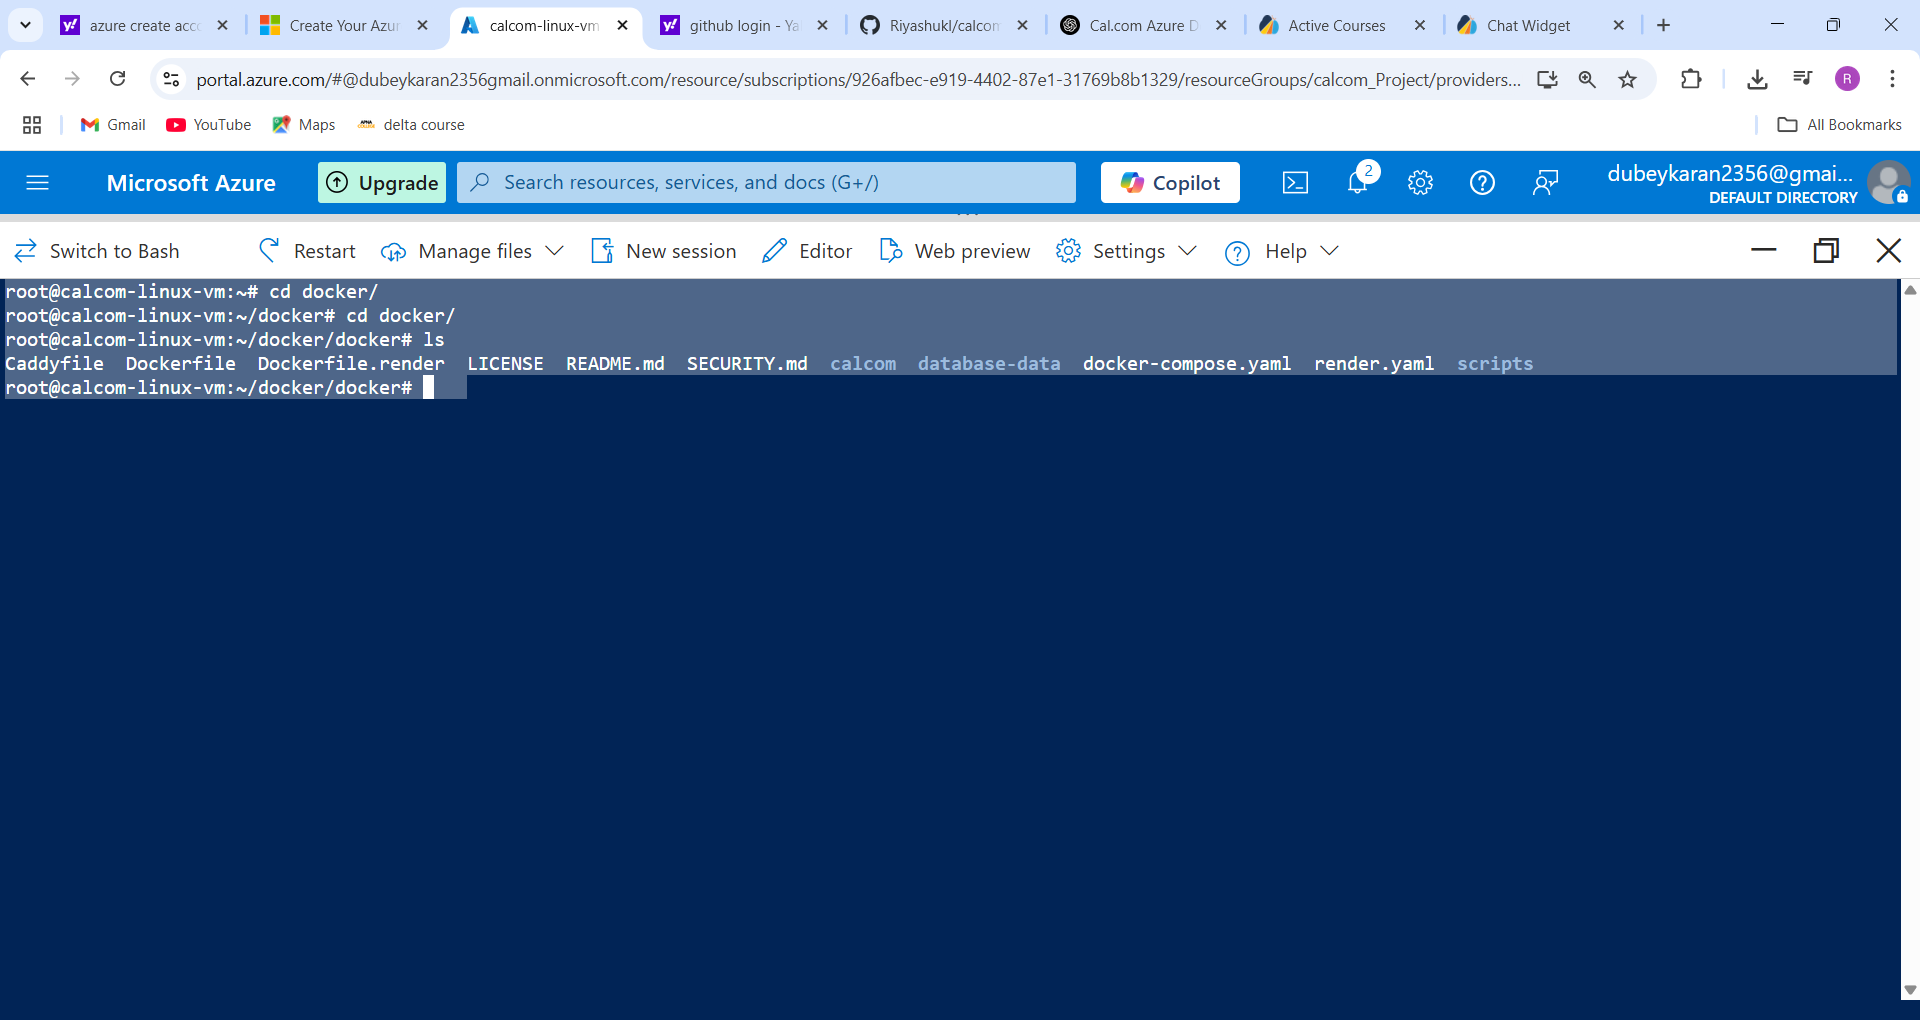 azure create acc
Create Your Azur
calcom-linux-vm
github login - Ya
Riyashukl/calcom
Cal.com Azure D
Active Courses
Chat Widget
portal.azure.com/#@dubeykaran2356gmail.onmicrosoft.com/resource/subscriptions/926afbec-e919-4402-87e1-31769b8b1329/resourceGroups/calcom_Project/providers...
R
Gmail
YouTube
Maps
delta course
All Bookmarks
Microsoft Azure
Upgrade
Search resources, services, and docs (G+/)
Copilot
2
dubeykaran2356@gmai...
DEFAULT DIRECTORY
Switch to Bash
Restart
Manage files
New session
Editor
Web preview
Settings
Help
root@calcom-linux-vm:~# cd docker/
root@calcom-linux-vm:~/docker# cd docker/
root@calcom-linux-vm:~/docker/docker# ls
Caddyfile  Dockerfile  Dockerfile.render  LICENSE  README.md  SECURITY.md  calcom  database-data  docker-compose.yaml  render.yaml  scripts
root@calcom-linux-vm:~/docker/docker#